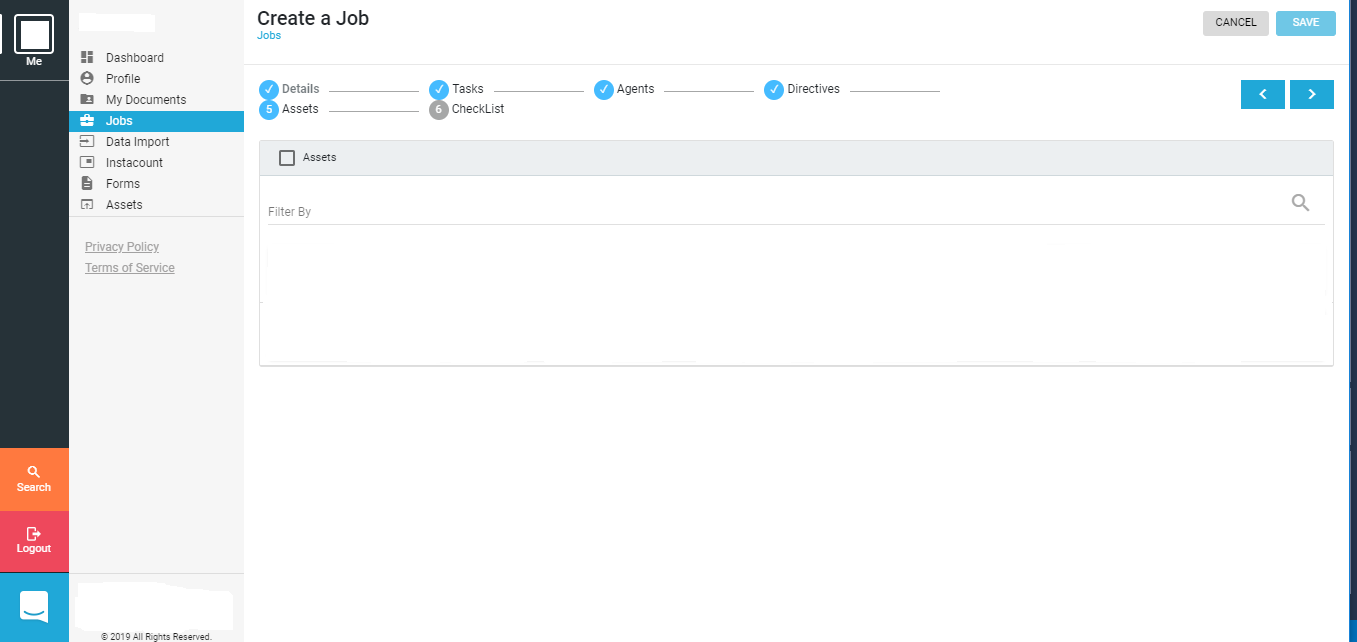 Me
Search
Logout
Dashboard
Profile
My Documents
Jobs
Data Import
Instacount
Forms
Assets
Privacy Policy
Terms of Service
© 2019 All Rights Reserved.
Create a Job
Jobs
CANCEL SAVE
Details Tasks Agents Directives
5 Assets 6 CheckList
Assets
Filter By